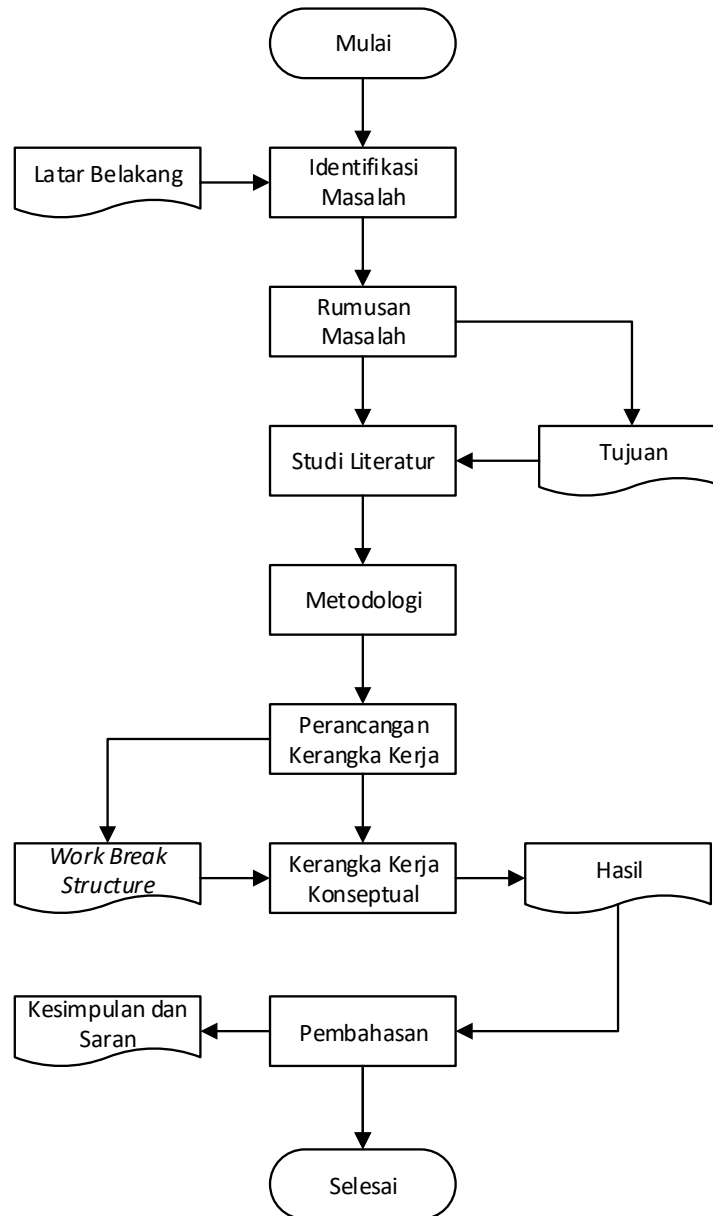 Mulai
Latar Belakang
Identifikasi
Masalah
Rumusan
Masalah
Studi Literatur
Tujuan
Metodologi
Perancangan
Kerangka Kerja
Work Break
Structure
Kerangka Kerja
Konseptual
Hasil
Kesimpulan dan
Saran
Pembahasan
Selesai